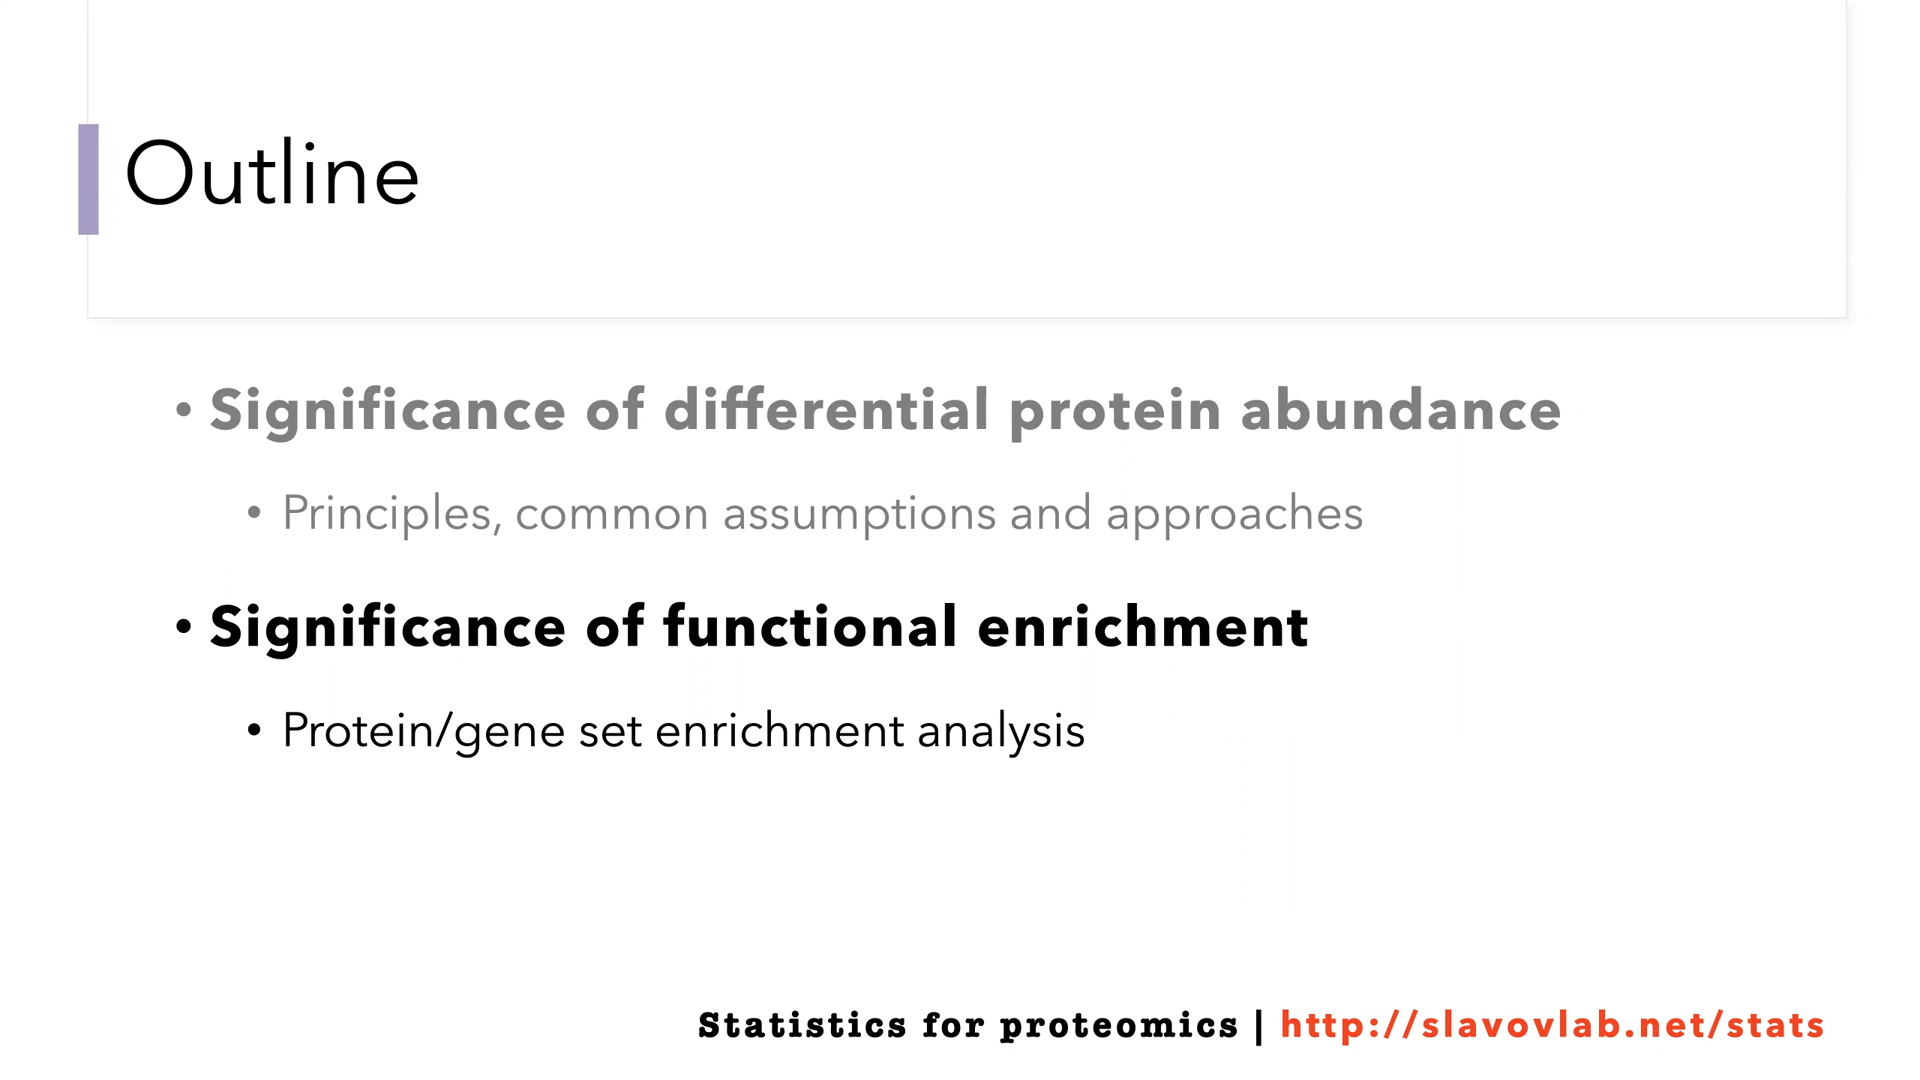 Outline
• Significance of differential protein abundance
• Principles, common assumptions and approaches
• Significance of functional enrichment
• Protein/gene set enrichment analysis
Statistics for proteomics | http://slavovlab.net/stats